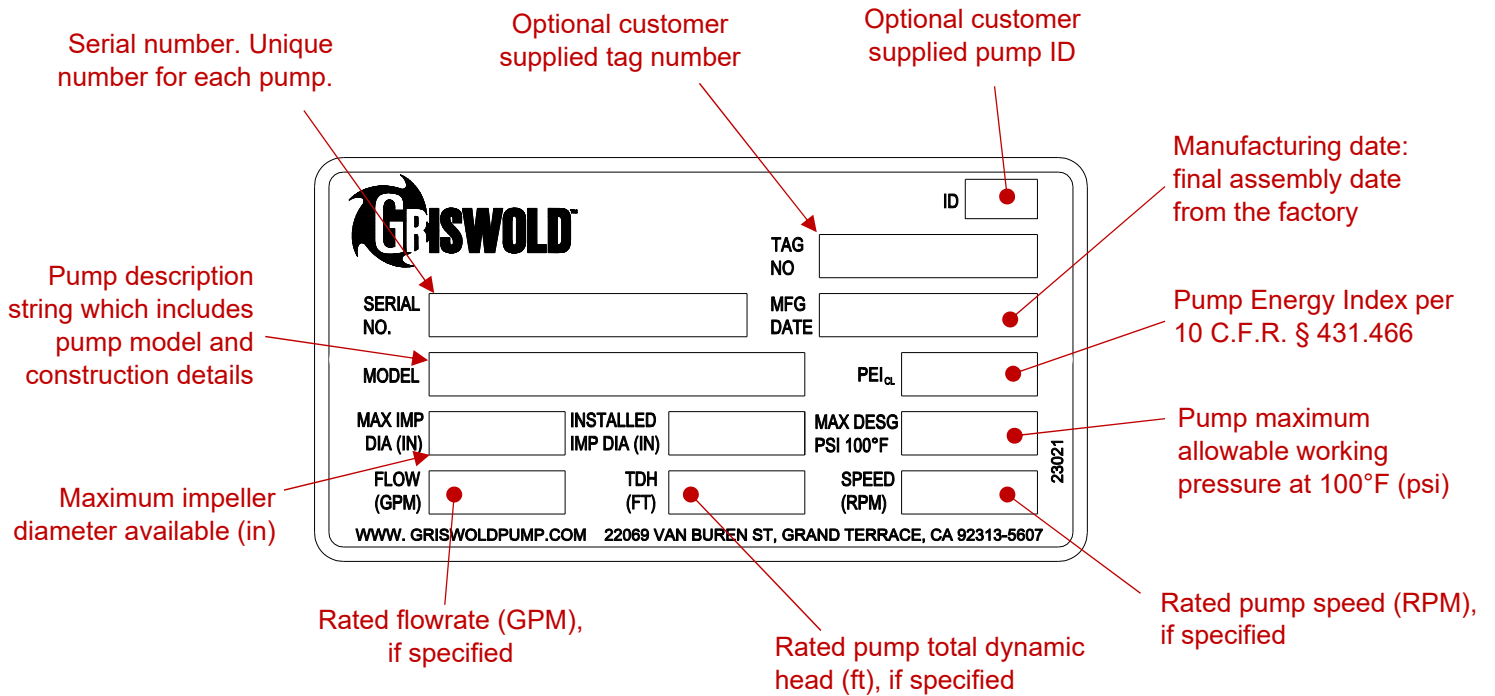 Serial number. Unique
number for each pump.
Optional customer
supplied tag number
Optional customer
supplied pump ID
Manufacturing date:
final assembly date
from the factory
Pump description
string which includes
pump model and
construction details
Pump Energy Index per
10 C.F.R. § 431.466
Maximum impeller
diameter available (in)
Pump maximum
allowable working
pressure at 100°F (psi)
GRISWOLD™
ID
TAG
NO
SERIAL
NO.
MFG
DATE
MODEL
PEI CL
MAX IMP
DIA (IN)
INSTALLED
IMP DIA (IN)
MAX DESG
PSI 100°F
FLOW
(GPM)
TDH
(FT)
SPEED
(RPM)
23021
WWW. GRISWOLDPUMP.COM 22069 VAN BUREN ST, GRAND TERRACE, CA 92313-5607
Rated flowrate (GPM),
if specified
Rated pump total dynamic
head (ft), if specified
Rated pump speed (RPM),
if specified